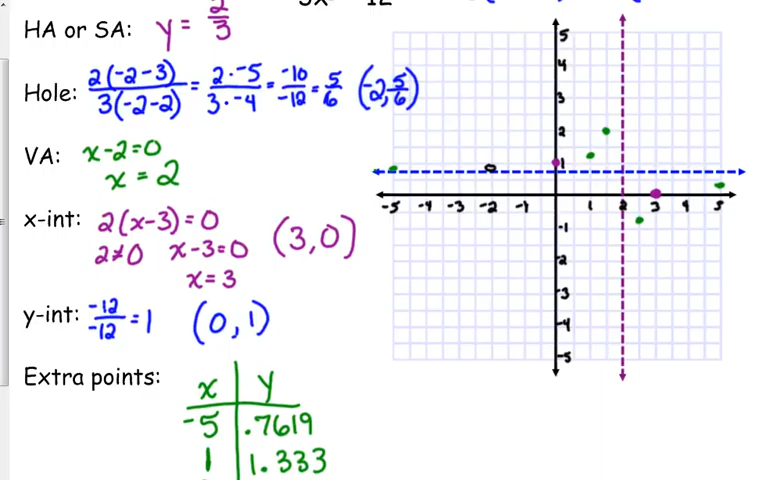 HA or SA: y = 2/3
Hole: 2(-2-3)/3(-2-2) = 2·-5/3·-4 = -10/-12 = 5/6 (-2, 5/6)
VA: x-2=0
x = 2
x-int: 2(x-3)=0 (3,0)
2≠0 x-3=0
x=3
y-int: -12/-12 = 1 (0,1)
Extra points:
x y
-5 .7619
1 1.333
5
4
3
2
1
-5 -4 -3 -2 -1 1 2 3 4 5
-1
-2
-3
-4
-5